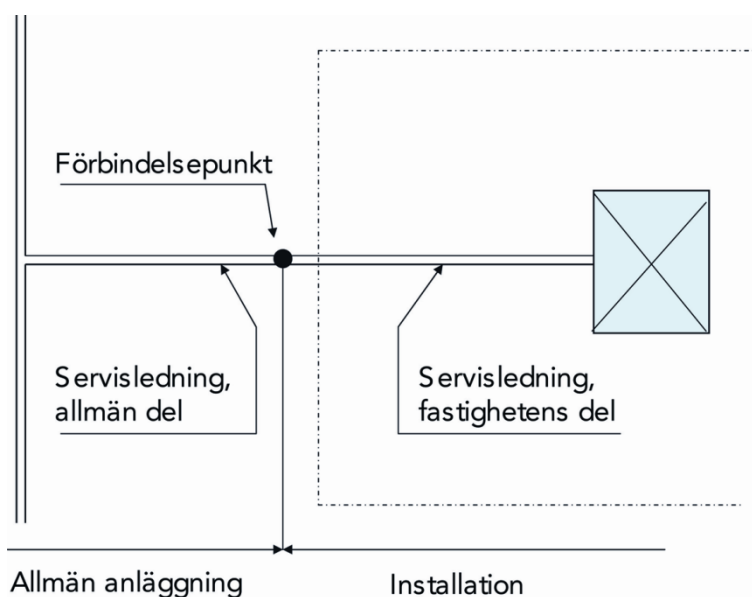 Förbindelsepunkt
Servisledning,
allmän del
Servisledning,
fastighetens del
Allmän anläggning
Installation